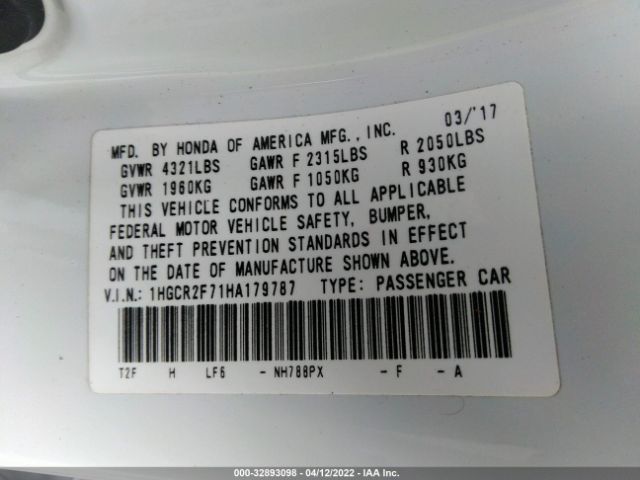 MFD. BY HONDA OF AMERICA MFG., INC. 03/'17
GVWR 4321LBS GAWR F 2315LBS R 2050LBS
GVWR 1960KG GAWR F 1050KG R 930KG
THIS VEHICLE CONFORMS TO ALL APPLICABLE
FEDERAL MOTOR VEHICLE SAFETY, BUMPER,
AND THEFT PREVENTION STANDARDS IN EFFECT
ON THE DATE OF MANUFACTURE SHOWN ABOVE.
V.I.N.: 1HGCR2F71HA179787 TYPE: PASSENGER CAR
T2F H LF6 - NH788PX - F - A
000-32893098 - 04/12/2022 - IAA Inc.